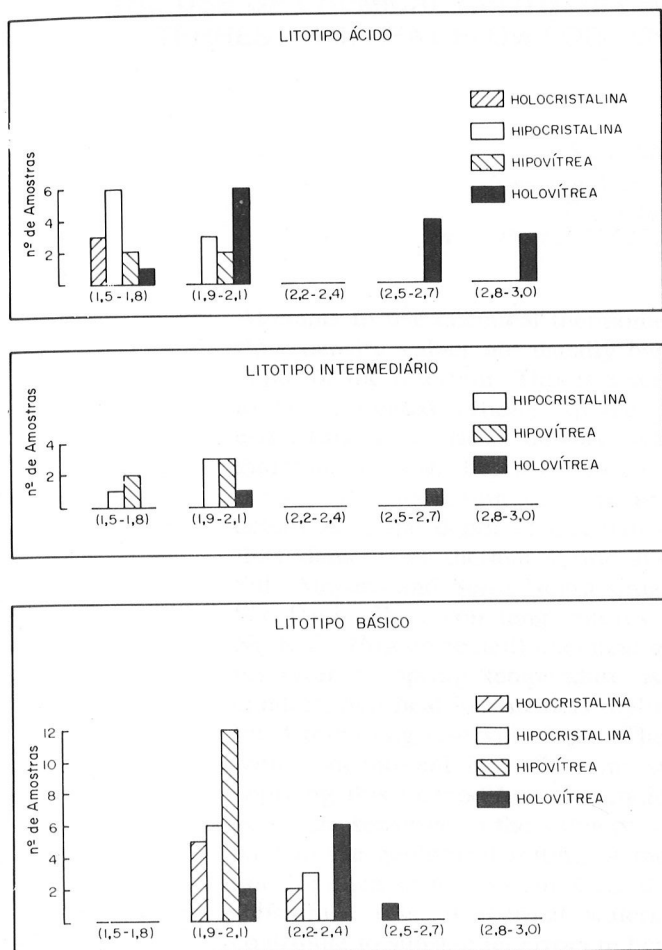 LITOTIPO ÁCIDO
HOLOCRISTALINA
HIPOCRISTALINA
HIPOVÍTREA
HOLOVÍTREA
nº de Amostras
6
4
2
(1,5-1,8) (1,9-2,1) (2,2-2,4) (2,5-2,7) (2,8-3,0)
LITOTIPO INTERMEDIÁRIO
HIPOCRISTALINA
HIPOVÍTREA
HOLOVÍTREA
nº de Amostras
4
2
(1,5-1,8) (1,9-2,1) (2,2-2,4) (2,5-2,7) (2,8-3,0)
LITOTIPO BÁSICO
HOLOCRISTALINA
HIPOCRISTALINA
HIPOVÍTREA
HOLOVÍTREA
nº de Amostras
12
10
8
6
4
2
(1,5-1,8) (1,9-2,1) (2,2-2,4) (2,5-2,7) (2,8-3,0)